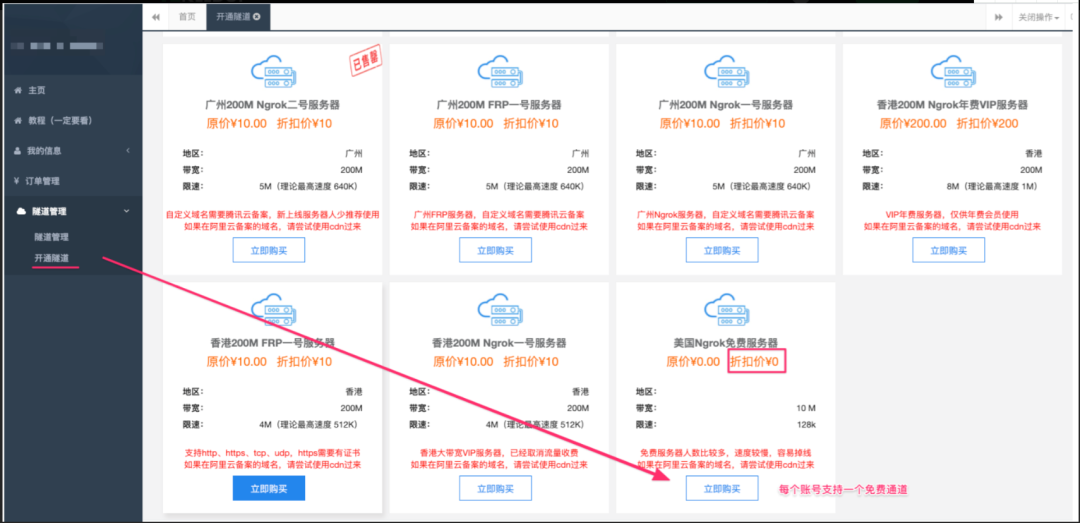 首页
开通隧道
关闭操作
主页
教程（一定要看）
我的信息
¥ 订单管理
隧道管理
隧道管理
开通隧道
已售罄
广州200M Ngrok二号服务器
原价¥10.00 折扣价¥10
地区： 广州
带宽： 200M
限速： 5M（理论最高速度 640K）
自定义域名需要腾讯云备案，新上线服务器人少推荐使用
如果在阿里云备案的域名，请尝试使用cdn过来
立即购买
广州200M FRP一号服务器
原价¥10.00 折扣价¥10
地区： 广州
带宽： 200M
限速： 5M（理论最高速度 640K）
广州FRP服务器，自定义域名需要腾讯云备案
如果在阿里云备案的域名，请尝试使用cdn过来
立即购买
广州200M Ngrok一号服务器
原价¥10.00 折扣价¥10
地区： 广州
带宽： 200M
限速： 5M（理论最高速度 640K）
广州Ngrok服务器，自定义域名需要腾讯云备案
如果在阿里云备案的域名，请尝试使用cdn过来
立即购买
香港200M Ngrok年费VIP服务器
原价¥200.00 折扣价¥200
地区： 香港
带宽： 200M
限速： 8M（理论最高速度 1M）
VIP年费服务器，仅供年费会员使用
如果在阿里云备案的域名，请尝试使用cdn过来
立即购买
香港200M FRP一号服务器
原价¥10.00 折扣价¥10
地区： 香港
带宽： 200M
限速： 4M（理论最高速度 512K）
支持http、https、tcp、udp，https需要有证书
如果在阿里云备案的域名，请尝试使用cdn过来
立即购买
香港200M Ngrok一号服务器
原价¥10.00 折扣价¥10
地区： 香港
带宽： 200M
限速： 4M（理论最高速度 512K）
香港大带宽VIP服务器，已经取消流量收费
如果在阿里云备案的域名，请尝试使用cdn过来
立即购买
美国Ngrok免费服务器
原价¥0.00 折扣价¥0
地区：
带宽： 10 M
限速： 128k
免费服务器人数比较多，速度较慢，容易掉线
如果在阿里云备案的域名，请尝试使用cdn过来
立即购买
每个账号支持一个免费通道